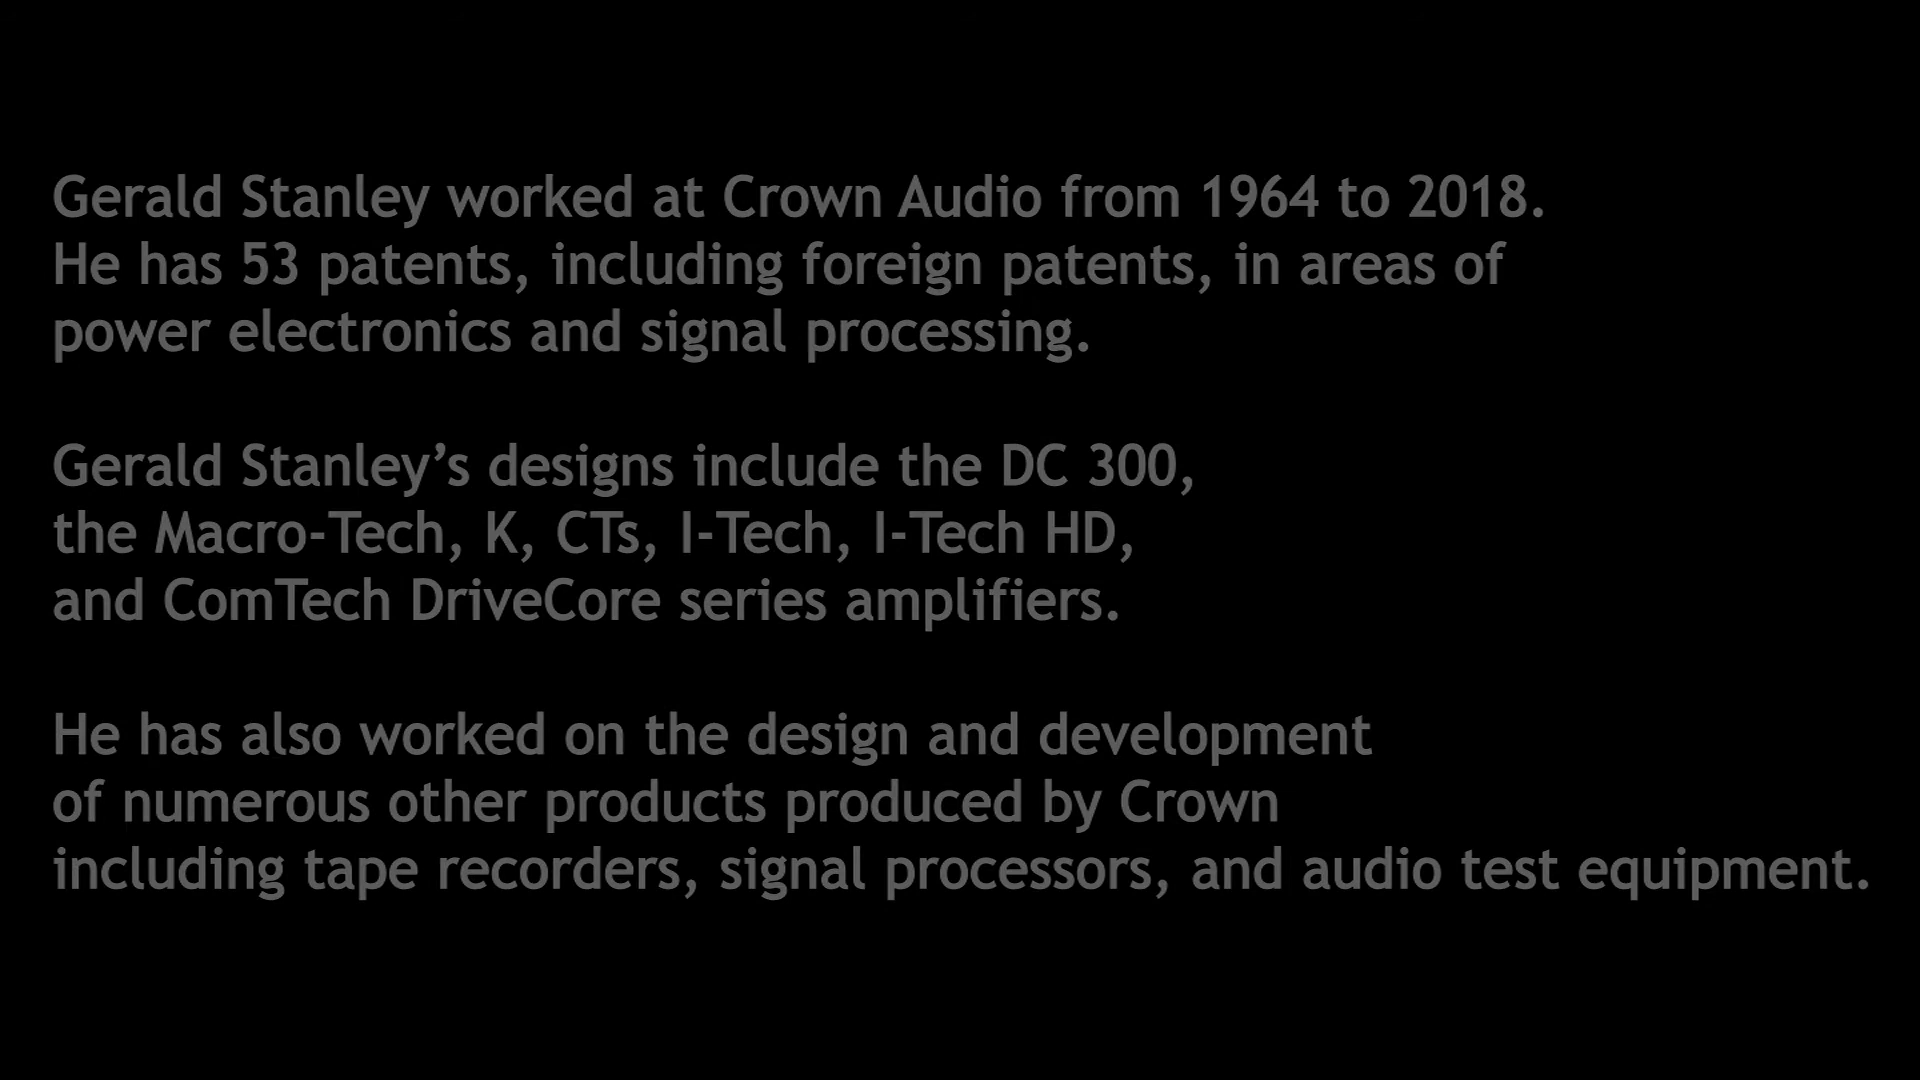 Gerald Stanley worked at Crown Audio from 1964 to 2018.
He has 53 patents, including foreign patents, in areas of
power electronics and signal processing.
Gerald Stanley’s designs include the DC 300,
the Macro-Tech, K, CTs, I-Tech, I-Tech HD,
and ComTech DriveCore series amplifiers.
He has also worked on the design and development
of numerous other products produced by Crown
including tape recorders, signal processors, and audio test equipment.